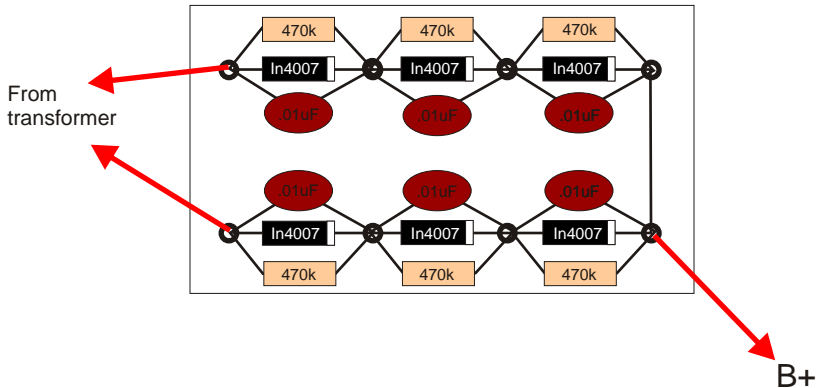 470k 470k 470k
In4007 In4007 In4007
.01uF .01uF .01uF
From
transformer
.01uF .01uF .01uF
In4007 In4007 In4007
470k 470k 470k
B+